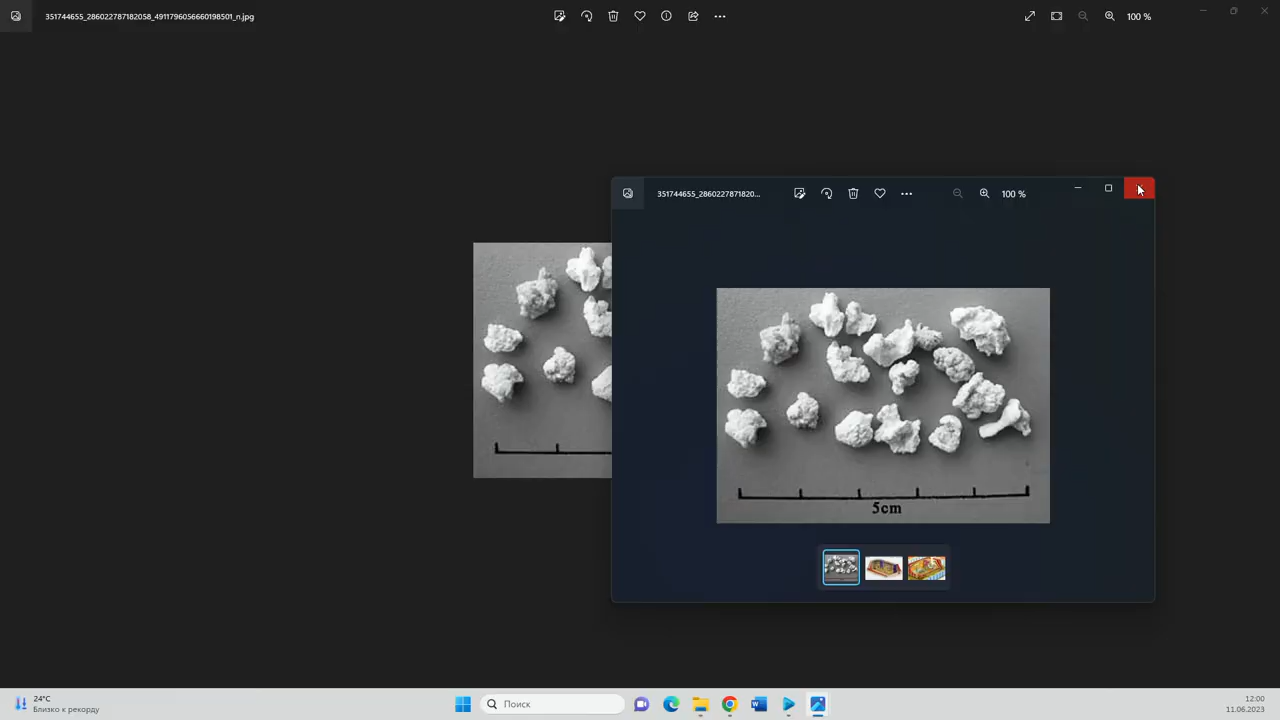 351744655_286022787182058_4911796056660198501_n.jpg
100 %
351744655_2860227871820...
100 %
5cm
24°C
Близко к рекорду
Поиск
12:00
11.06.2023